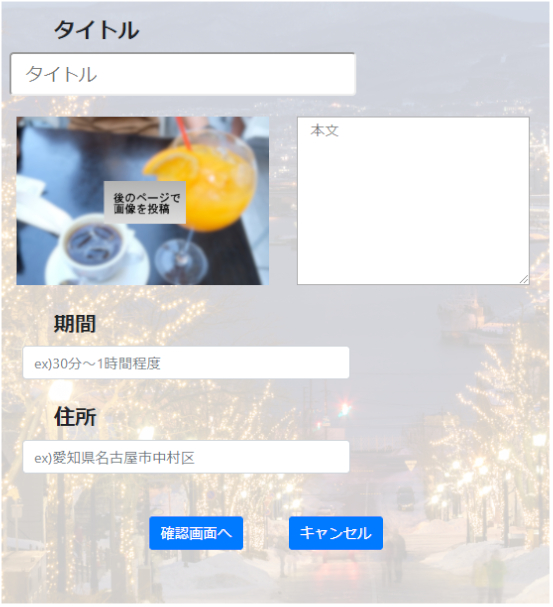 タイトル
タイトル
後のページで
画像を投稿
本文
期間
ex)30分～1時間程度
住所
ex)愛知県名古屋市中村区
確認画面へ
キャンセル